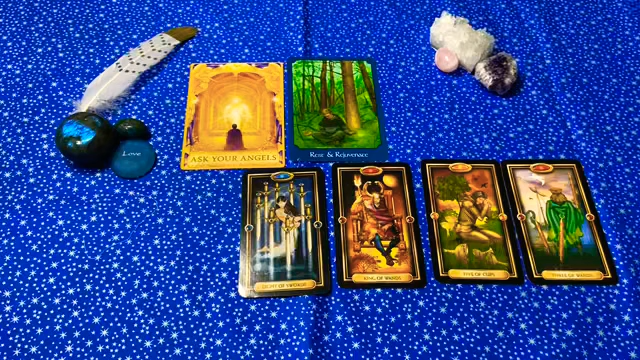 ASK YOUR ANGELS
REST & REJUVENATE
Love
EIGHT OF SWORDS
KING OF WANDS
FIVE OF CUPS
THREE OF WANDS